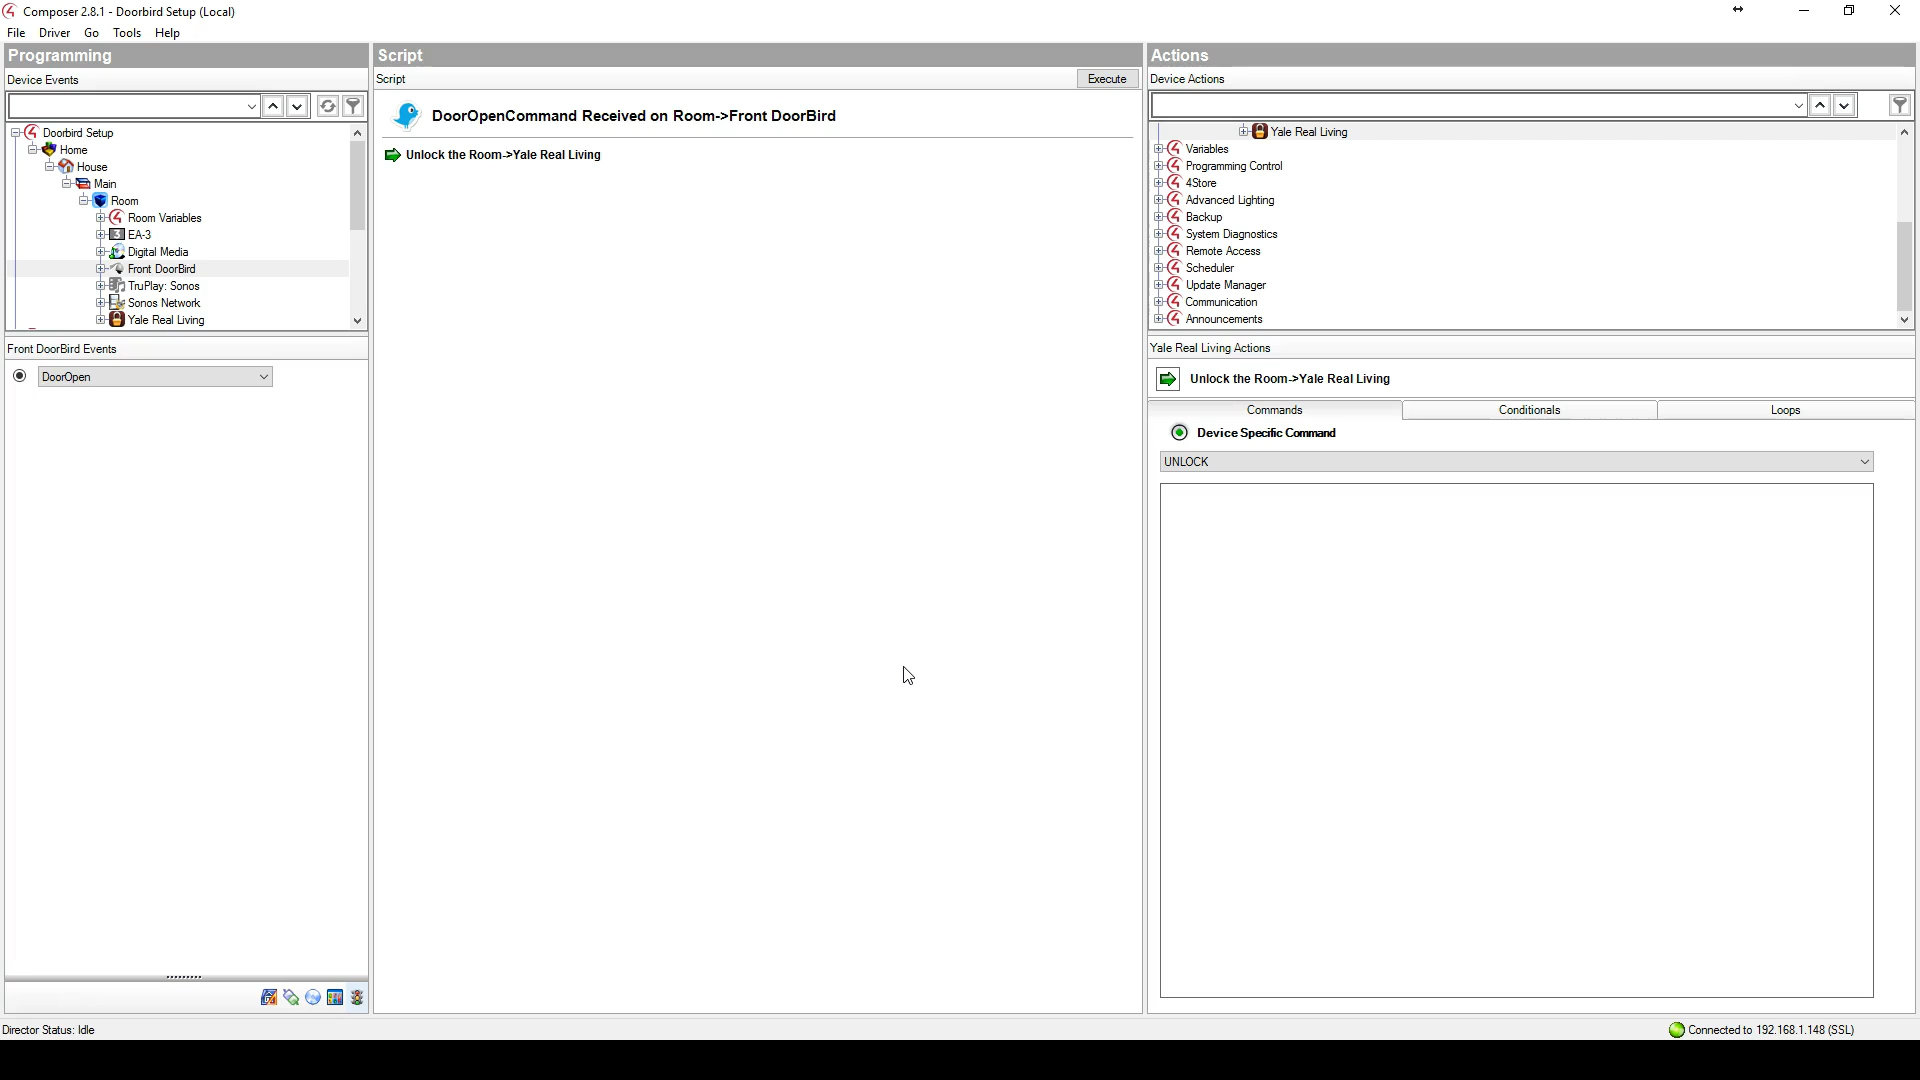 Composer 2.8.1 - Doorbird Setup (Local)
File Driver Go Tools Help
Programming
Device Events
Doorbird Setup
Home
House
Main
Room
Room Variables
EA-3
Digital Media
Front DoorBird
TruPlay: Sonos
Sonos Network
Yale Real Living
Front DoorBird Events
DoorOpen
Director Status: Idle
Script
Script
Execute
DoorOpenCommand Received on Room->Front DoorBird
Unlock the Room->Yale Real Living
Actions
Device Actions
Yale Real Living
Variables
Programming Control
4Store
Advanced Lighting
Backup
System Diagnostics
Remote Access
Scheduler
Update Manager
Communication
Announcements
Yale Real Living Actions
Unlock the Room->Yale Real Living
Commands Conditionals Loops
Device Specific Command
UNLOCK
Connected to 192.168.1.148 (SSL)